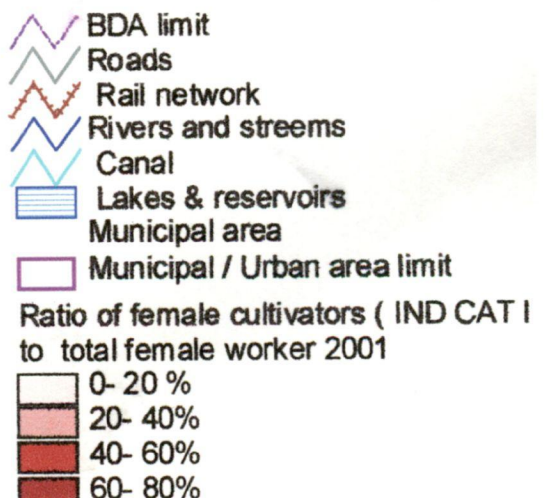 BDA limit
Roads
Rail network
Rivers and streems
Canal
Lakes & reservoirs
Municipal area
Municipal / Urban area limit
Ratio of female cultivators ( IND CAT I
to total female worker 2001
0- 20 %
20- 40%
40- 60%
60- 80%